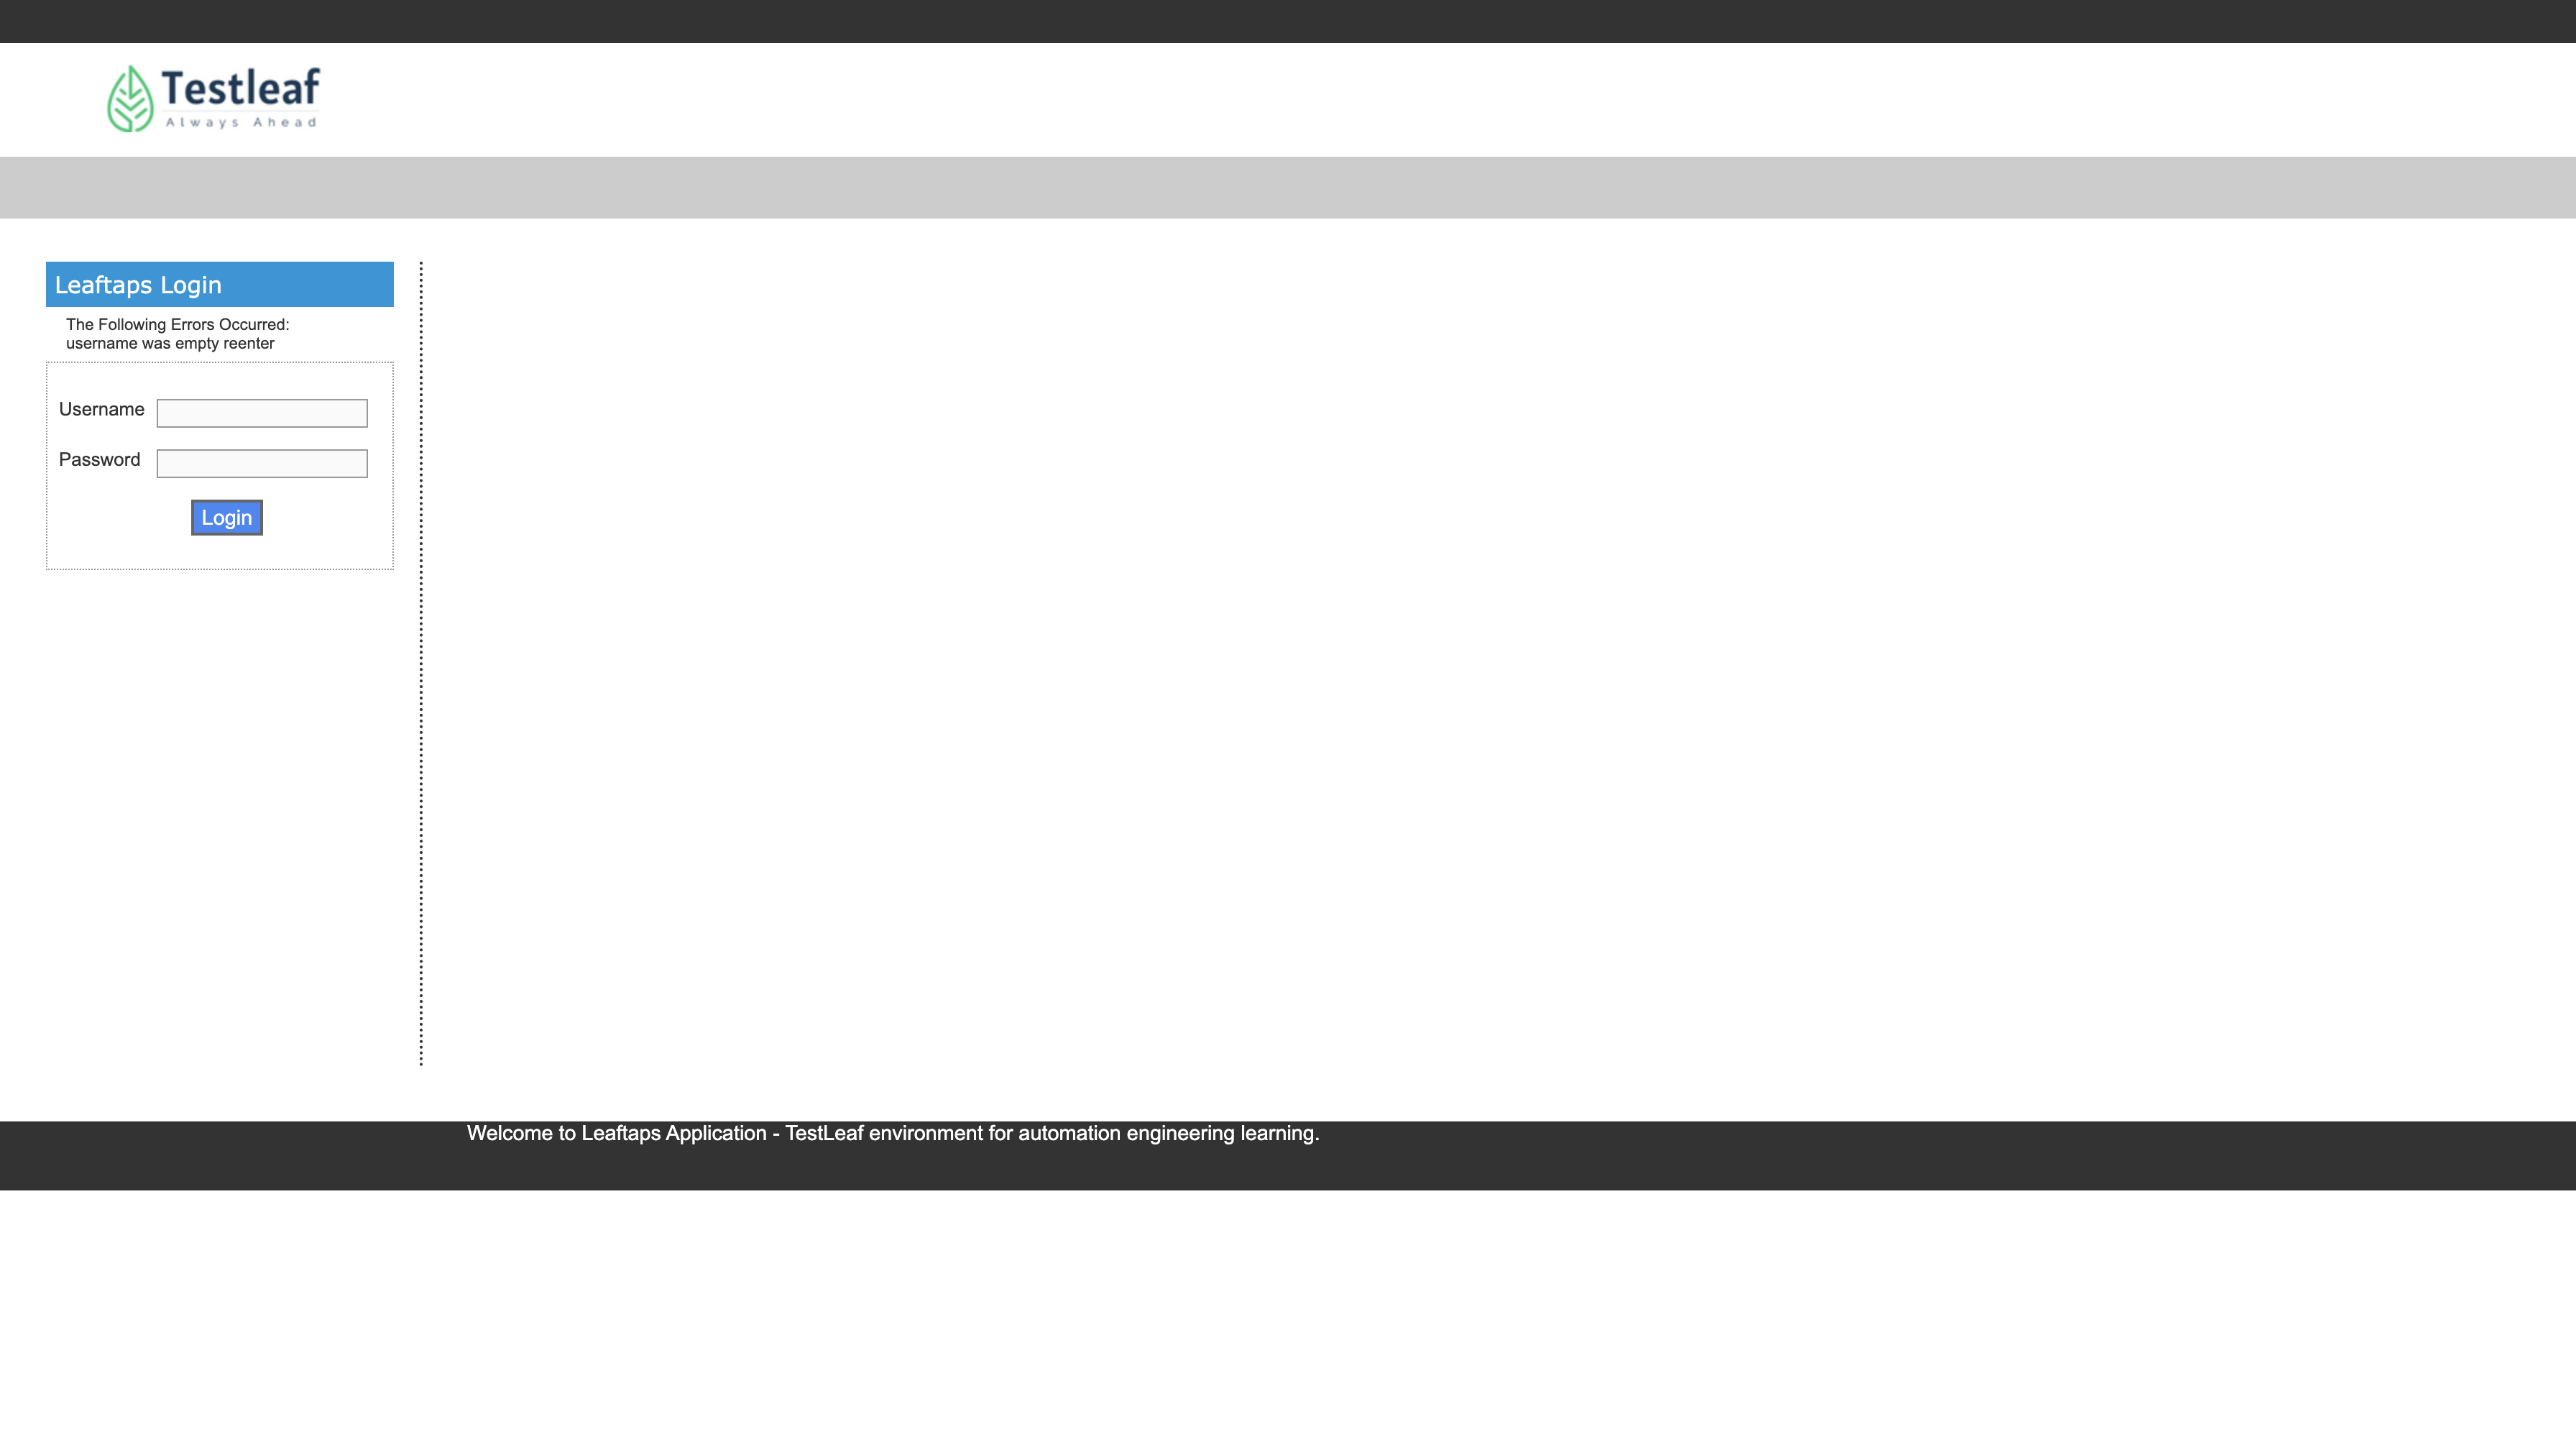 Testleaf
Always Ahead
Leaftaps Login
The Following Errors Occurred:
username was empty reenter
Username
Password
Login
Welcome to Leaftaps Application - TestLeaf environment for automation engineering learning.